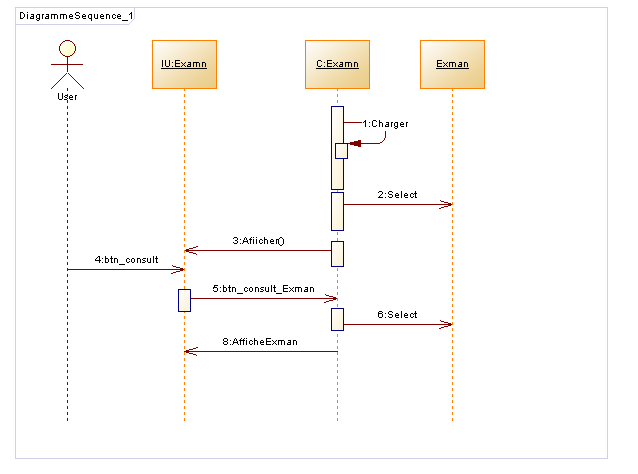 DiagrammeSequence_1
IU:Examn
C:Examn
Exman
User
1:Charger
2:Select
3:Afiicher()
4:btn_consult
5:btn_consult_Exman
6:Select
8:AfficheExman